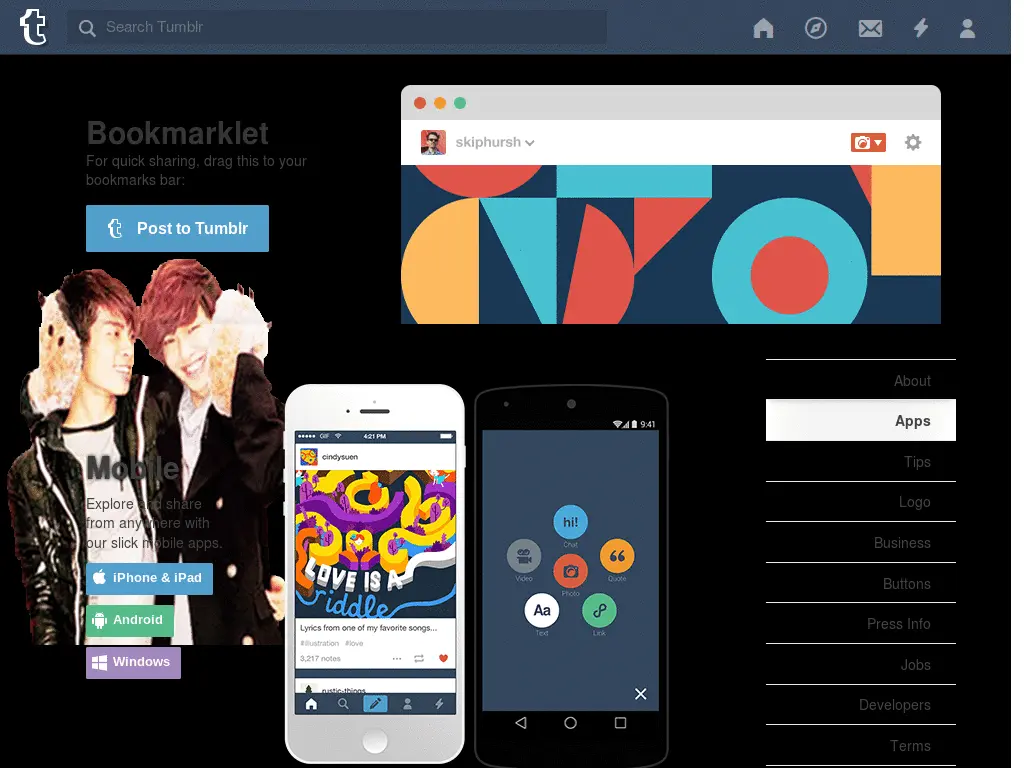 Search Tumblr
Bookmarklet
For quick sharing, drag this to your
bookmarks bar:
Post to Tumblr
skiphursh
About
Apps
Tips
Logo
Business
Buttons
Press Info
Jobs
Developers
Terms
Mobile
Explore and share
from anywhere with
our slick mobile apps.
iPhone & iPad
Android
Windows
GIF
4:21 PM
cindysuen
LOVE IS A
riddle
Lyrics from one of my favorite songs...
#illustration #love
3,217 notes
rustic-things
9:41
hi!
Chat
Video
Quote
Photo
Aa
Text
Link